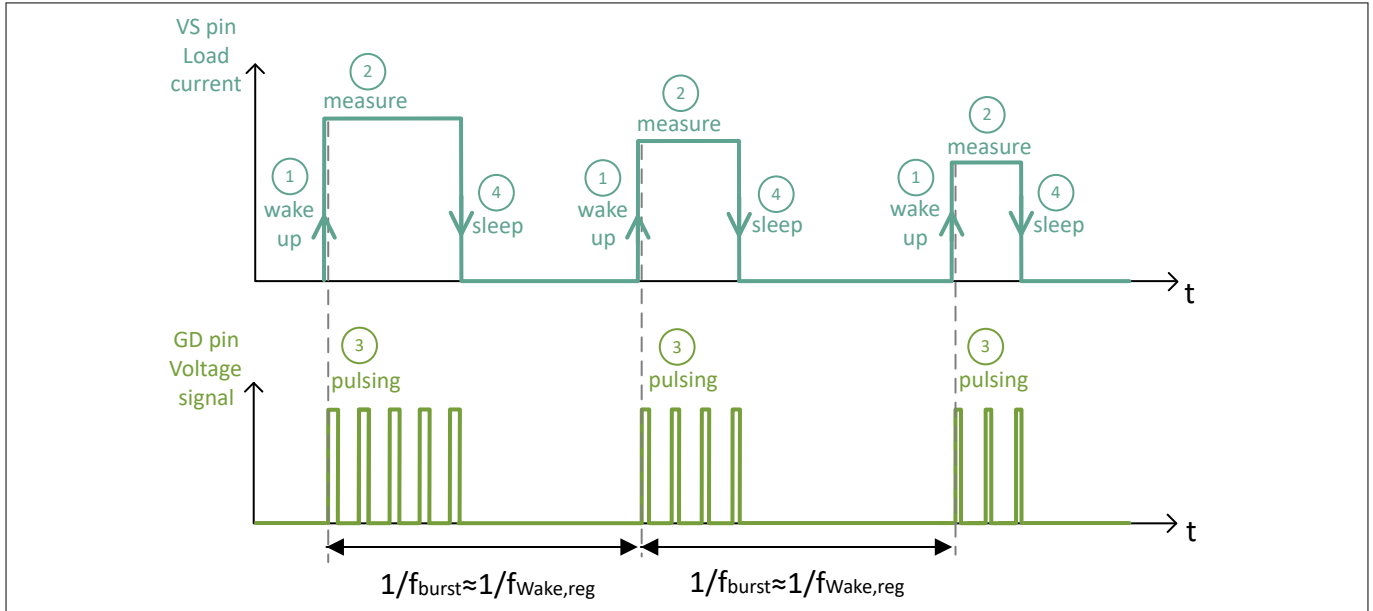 VS pin
Load
current
2
measure
2
measure
2
measure
1
wake
up
4
sleep
1
wake
up
4
sleep
1
wake
up
4
sleep
t
GD pin
Voltage
signal
3
pulsing
3
pulsing
3
pulsing
t
1/fburst≈1/fWake,reg
1/fburst≈1/fWake,reg